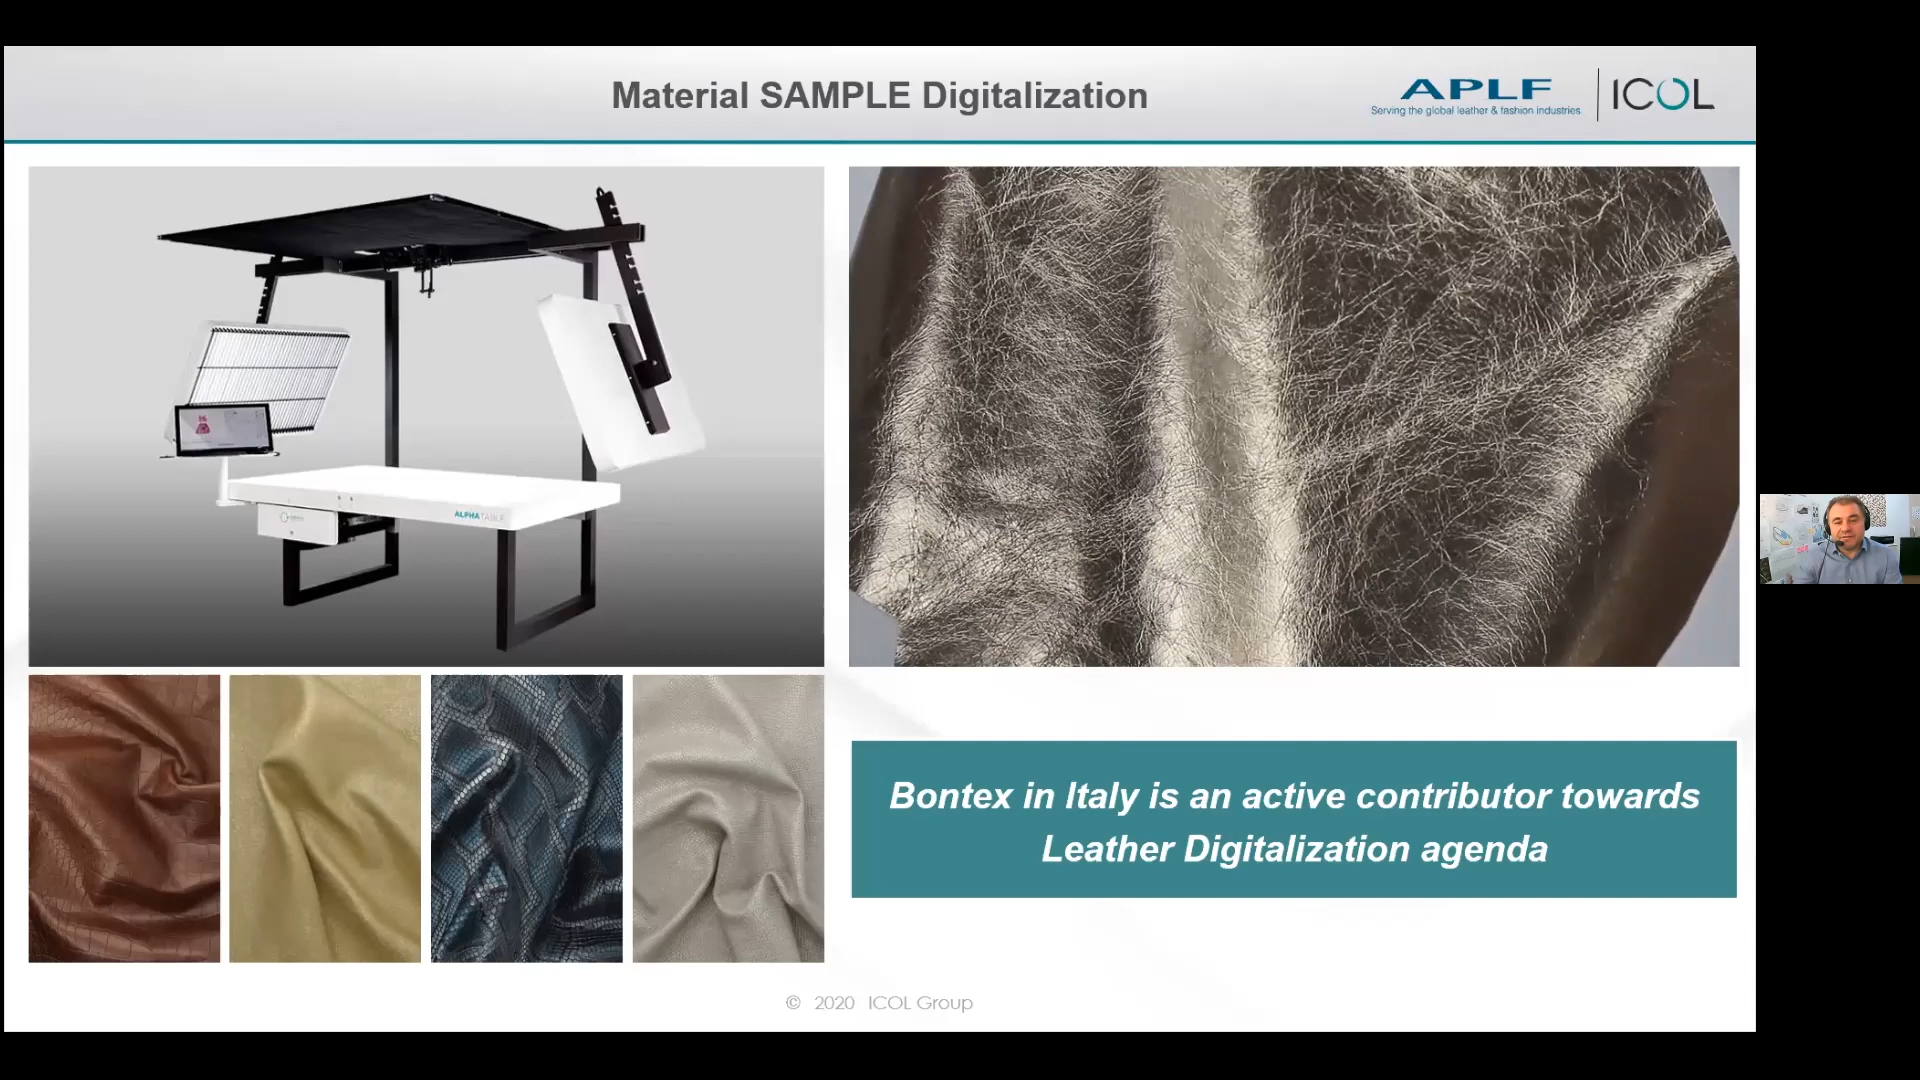 Material SAMPLE Digitalization
APLF
Serving the global leather & fashion industries
ICOL
ALPHATABLE
Bontex in Italy is an active contributor towards
Leather Digitalization agenda
© 2020 ICOL Group